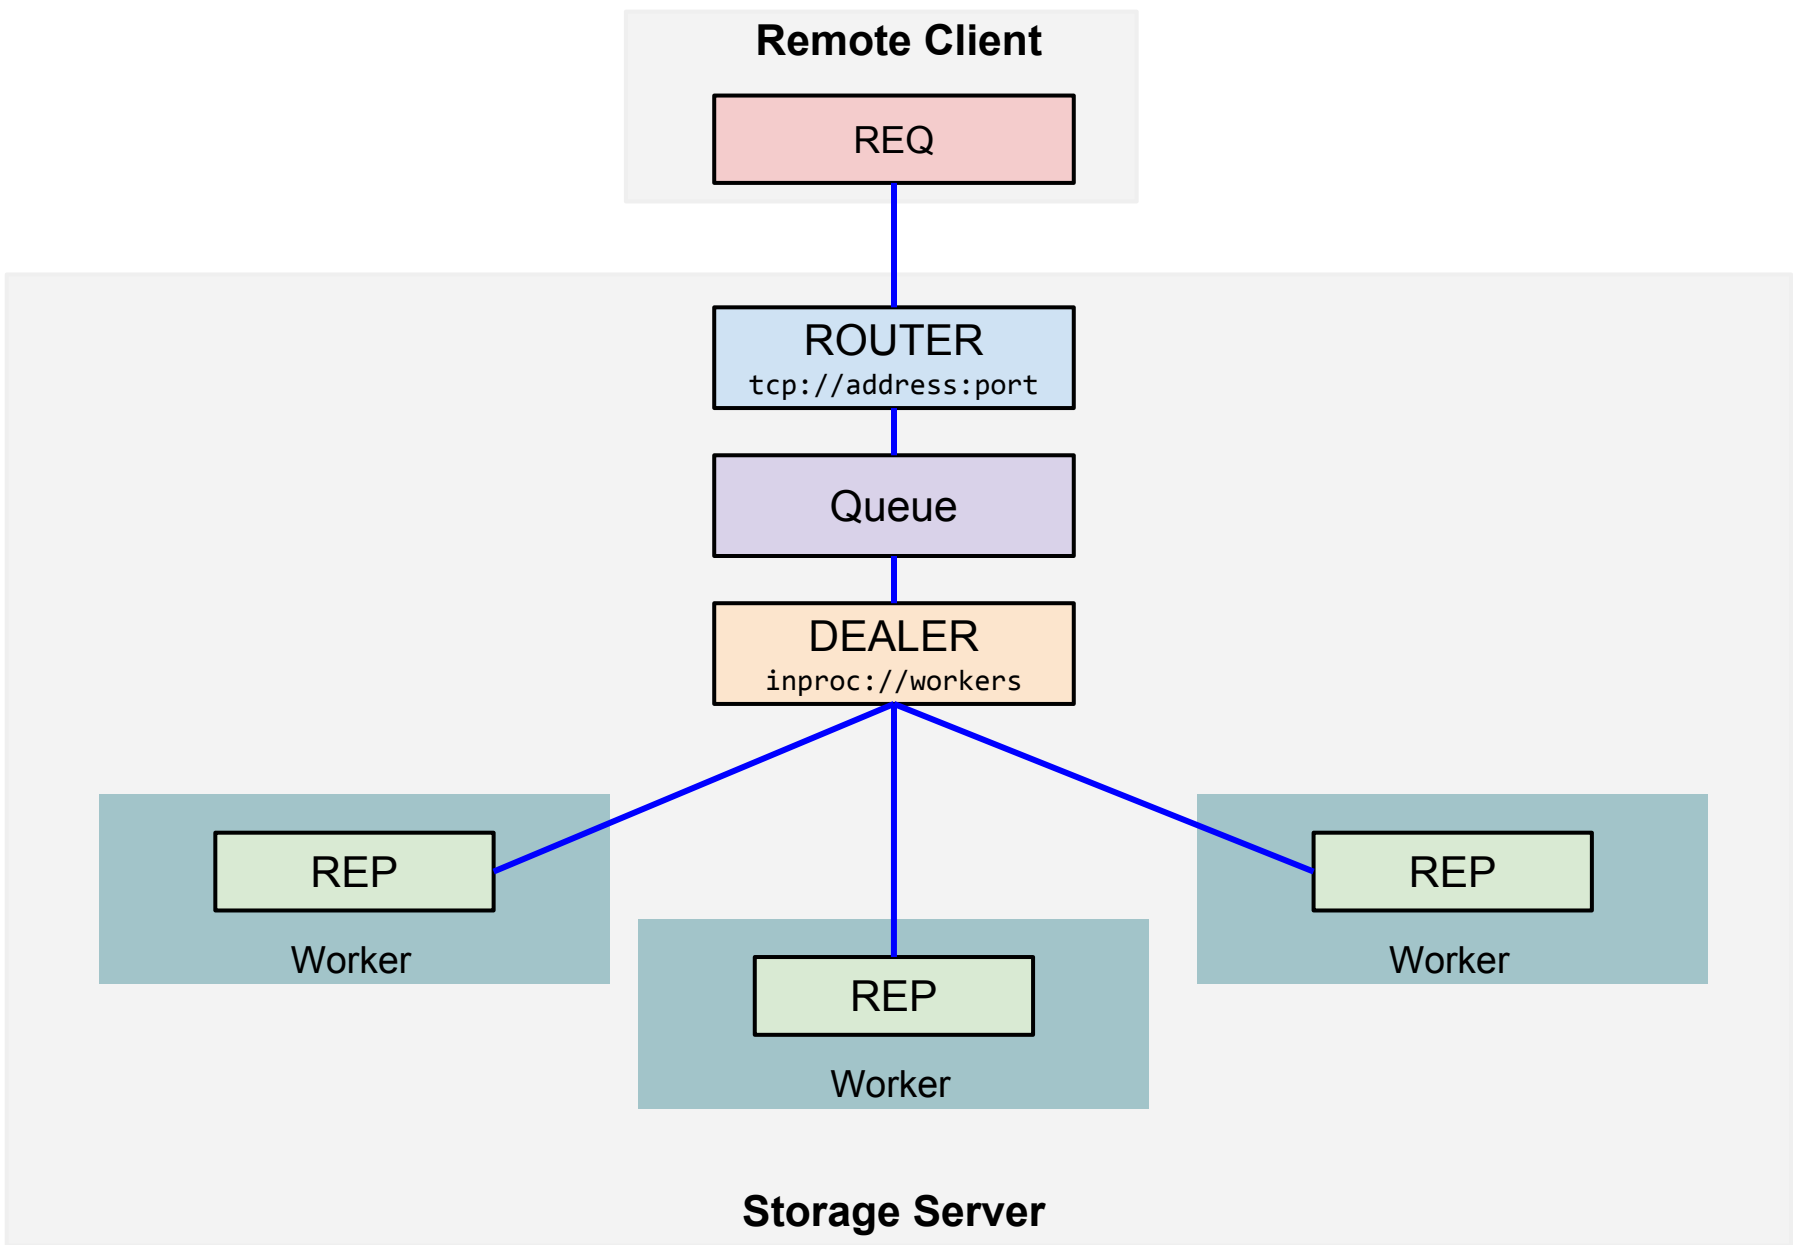 Remote Client
REQ
ROUTER
tcp://address:port
Queue
DEALER
inproc://workers
REP
Worker
REP
Worker
REP
Worker
Storage Server